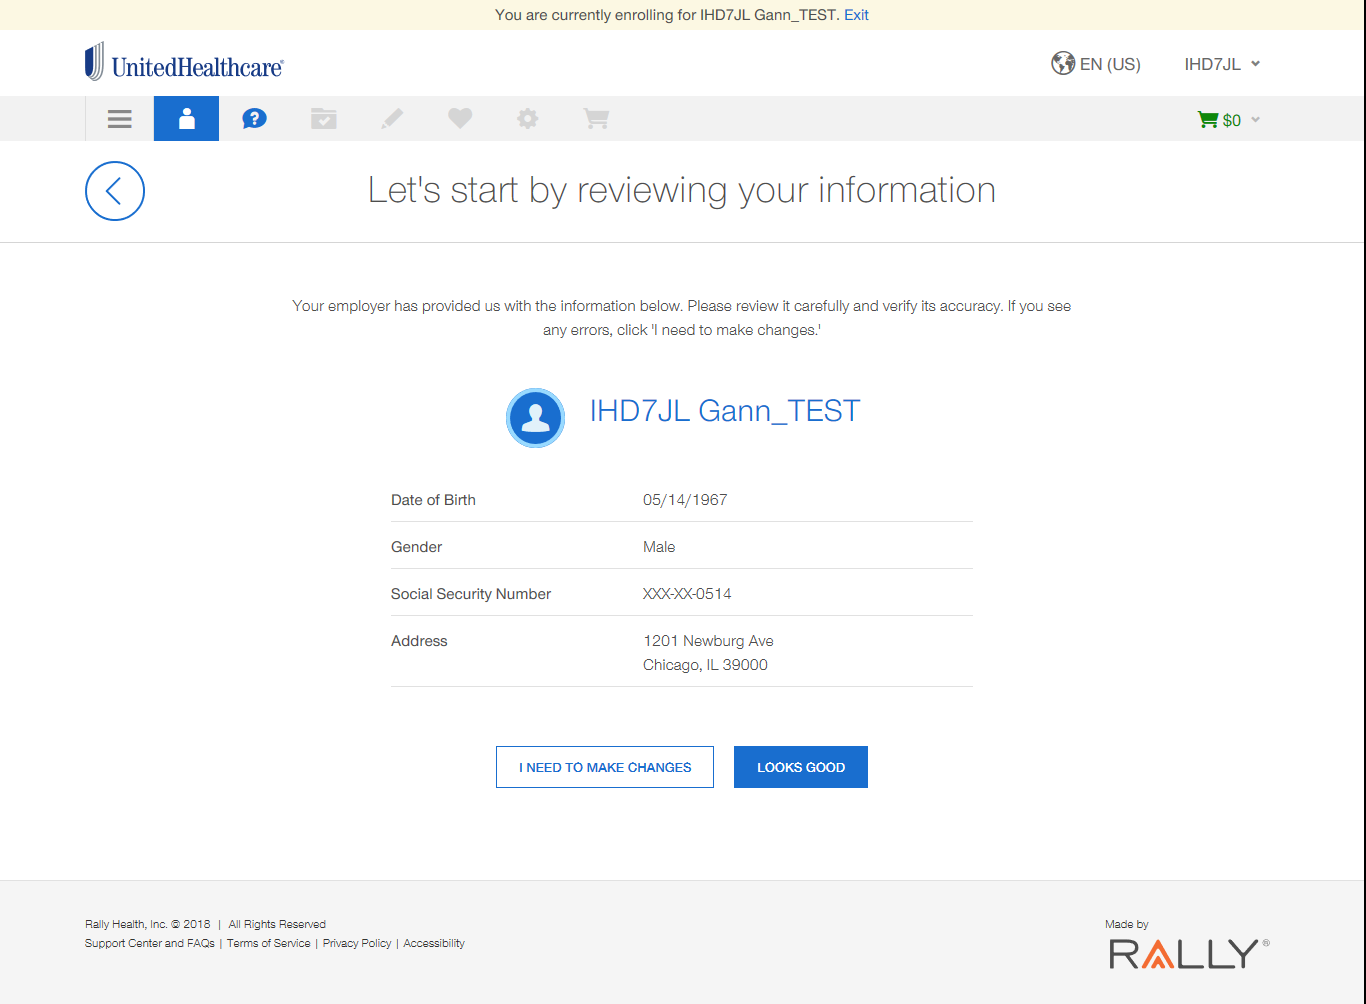 You are currently enrolling for IHD7JL Gann_TEST. Exit
UnitedHealthcare®
EN (US)
IHD7JL
?
$0
Let's start by reviewing your information
Your employer has provided us with the information below. Please review it carefully and verify its accuracy. If you see
any errors, click 'I need to make changes.'
IHD7JL Gann_TEST
Date of Birth 05/14/1967
Gender Male
Social Security Number XXX-XX-0514
Address 1201 Newburg Ave
Chicago, IL 39000
I NEED TO MAKE CHANGES
LOOKS GOOD
Rally Health, Inc. © 2018 | All Rights Reserved
Support Center and FAQs | Terms of Service | Privacy Policy | Accessibility
Made by
RALLY®